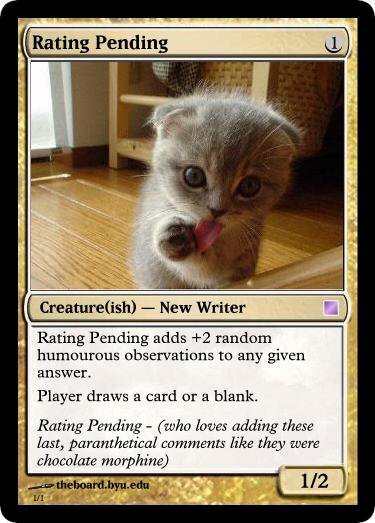 Rating Pending 1
Creature(ish) — New Writer
Rating Pending adds +2 random
humourous observations to any given
answer.
Player draws a card or a blank.
Rating Pending - (who loves adding these
last, paranthetical comments like they were
chocolate morphine)
theboard.byu.edu
1/2
1/1